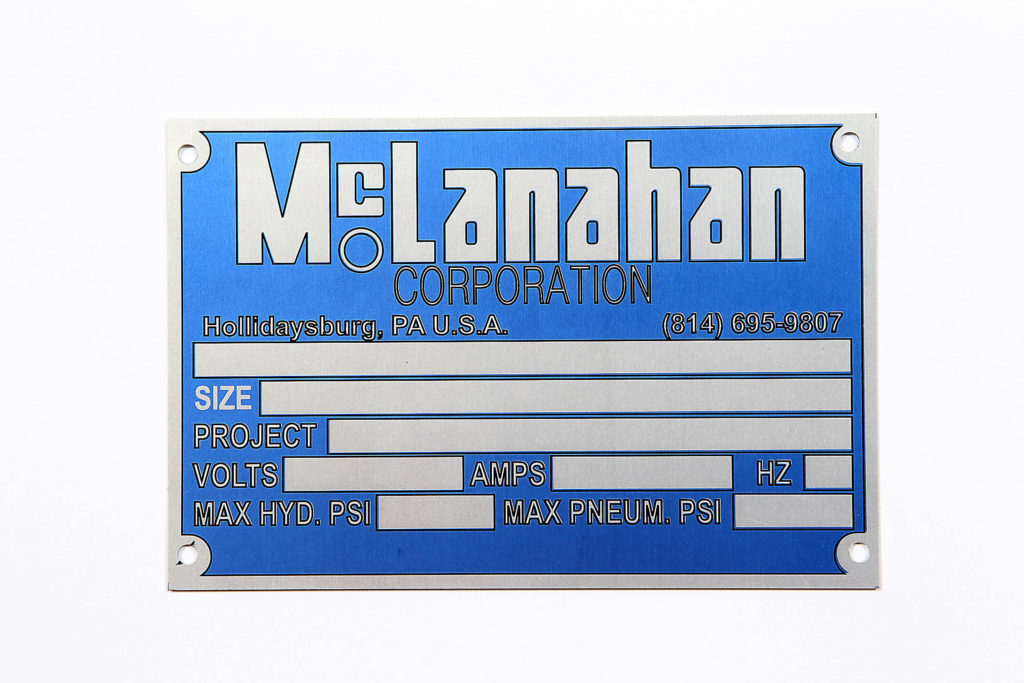 McLanahan
CORPORATION
Hollidaysburg, PA U.S.A. (814) 695-9807
SIZE
PROJECT
VOLTS AMPS HZ
MAX HYD. PSI MAX PNEUM. PSI